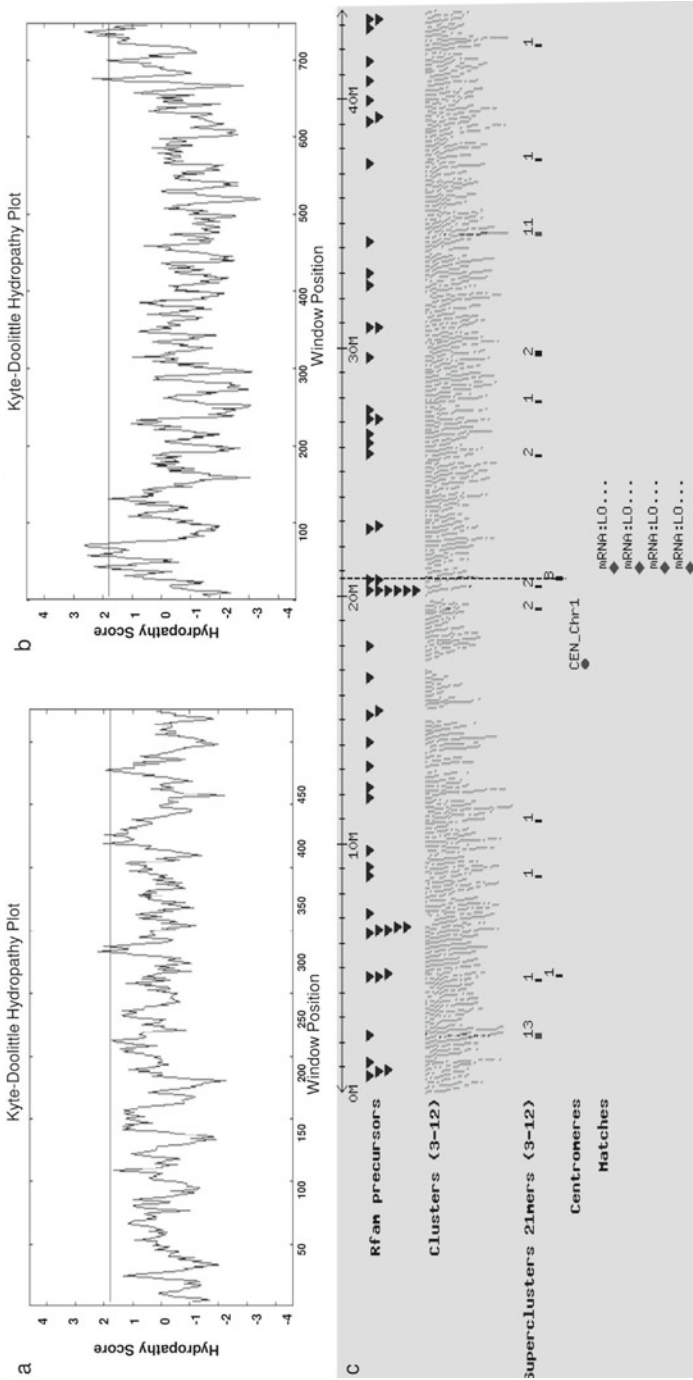 a
Kyte-Doolittle Hydropathy Plot
Hydropathy Score
4
3
2
1
0
-1
-2
-3
-4
50
100
150
200
250
300
350
400
450
Window Position
b
Kyte-Doolittle Hydropathy Plot
Hydropathy Score
4
3
2
1
0
-1
-2
-3
-4
100
200
300
400
500
600
700
Window Position
c
0M
10M
20M
30M
40M
Rfam precursors
Clusters (3-12)
Superclusters 21mers (3-12)
13
1
1
1
1
2
2
B
2
1
2
11
1
1
Centromeres
CEN_Chr1
Matches
mRNA:LO...
mRNA:LO...
mRNA:LO...
mRNA:LO...